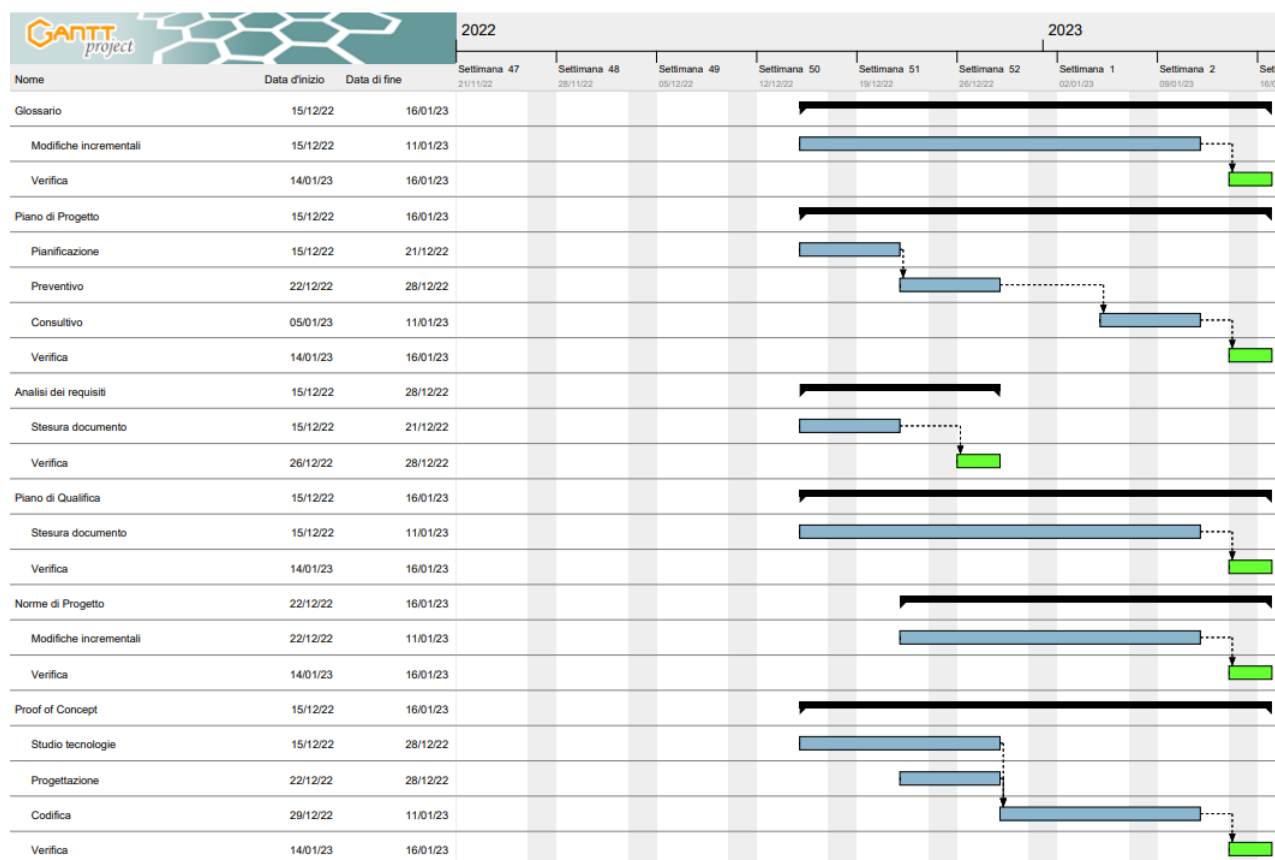 GANTT project
2022 2023
Nome Data d'inizio Data di fine Settimana 47 Settimana 48 Settimana 49 Settimana 50 Settimana 51 Settimana 52 Settimana 1 Settimana 2
21/11/22 28/11/22 05/12/22 12/12/22 19/12/22 26/12/22 02/01/23 09/01/23
Glossario 15/12/22 16/01/23
Modifiche incrementali 15/12/22 11/01/23
Verifica 14/01/23 16/01/23
Piano di Progetto 15/12/22 16/01/23
Pianificazione 15/12/22 21/12/22
Preventivo 22/12/22 28/12/22
Consultivo 05/01/23 11/01/23
Verifica 14/01/23 16/01/23
Analisi dei requisiti 15/12/22 28/12/22
Stesura documento 15/12/22 21/12/22
Verifica 26/12/22 28/12/22
Piano di Qualifica 15/12/22 16/01/23
Stesura documento 15/12/22 11/01/23
Verifica 14/01/23 16/01/23
Norme di Progetto 22/12/22 16/01/23
Modifiche incrementali 22/12/22 11/01/23
Verifica 14/01/23 16/01/23
Proof of Concept 15/12/22 16/01/23
Studio tecnologie 15/12/22 28/12/22
Progettazione 22/12/22 28/12/22
Codifica 29/12/22 11/01/23
Verifica 14/01/23 16/01/23